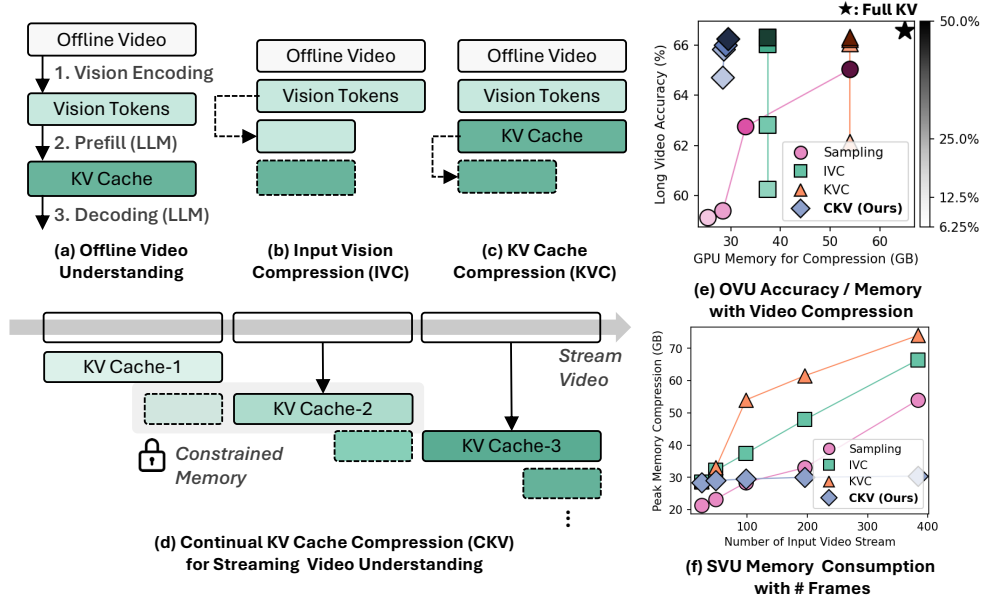 Offline Video
1. Vision Encoding
Vision Tokens
2. Prefill (LLM)
KV Cache
3. Decoding (LLM)
(a) Offline Video
Understanding
Offline Video
Vision Tokens
(b) Input Vision
Compression (IVC)
Offline Video
Vision Tokens
KV Cache
(c) KV Cache
Compression (KVC)
★: Full KV
Long Video Accuracy (%)
66
64
62
60
Sampling
IVC
KVC
CKV (Ours)
30
40
50
60
GPU Memory for Compression (GB)
50.0%
25.0%
12.5%
6.25%
(e) OVU Accuracy / Memory
with Video Compression
KV Cache-1
Stream
Video
KV Cache-2
Constrained
Memory
KV Cache-3
(d) Continual KV Cache Compression (CKV)
for Streaming Video Understanding
Peak Memory Compression (GB)
70
60
50
40
30
20
Sampling
IVC
KVC
CKV (Ours)
100
200
300
400
Number of Input Video Stream
(f) SVU Memory Consumption
with # Frames